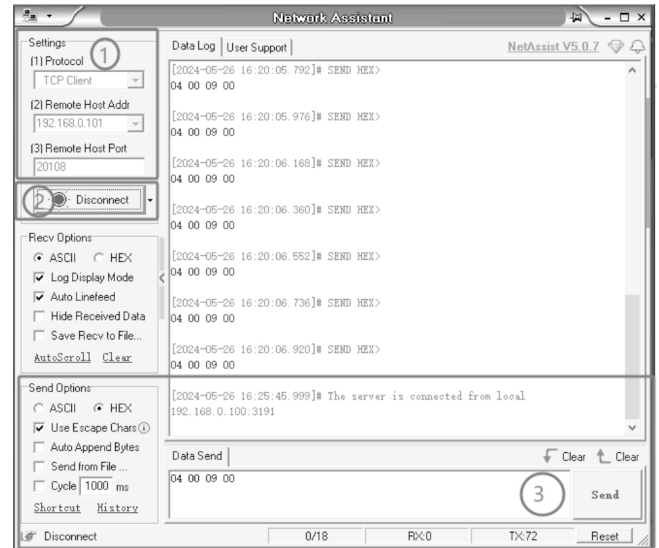 Network Assistant
Settings
(1) Protocol
TCP Client
(2) Remote Host Addr
192.168.0.101
(3) Remote Host Port
20108
1
2
Disconnect
Recv Options
ASCII HEX
Log Display Mode
Auto Linefeed
Hide Received Data
Save Recv to File...
AutoScroll Clear
Send Options
ASCII HEX
Use Escape Chars i
Auto Append Bytes
Send from File ...
Cycle 1000 ms
Shortcut History
Data Log User Support NetAssist V5.0.7
[2024-05-26 16:20:05.792]# SEND HEX>
04 00 09 00
[2024-05-26 16:20:05.976]# SEND HEX>
04 00 09 00
[2024-05-26 16:20:06.168]# SEND HEX>
04 00 09 00
[2024-05-26 16:20:06.360]# SEND HEX>
04 00 09 00
[2024-05-26 16:20:06.552]# SEND HEX>
04 00 09 00
[2024-05-26 16:20:06.736]# SEND HEX>
04 00 09 00
[2024-05-26 16:20:06.920]# SEND HEX>
04 00 09 00
[2024-05-26 16:25:45.999]# The server is connected from local
192.168.0.100:3191
Data Send Clear Clear
04 00 09 00
3
Send
Disconnect 0/18 RX:0 TX:72 Reset